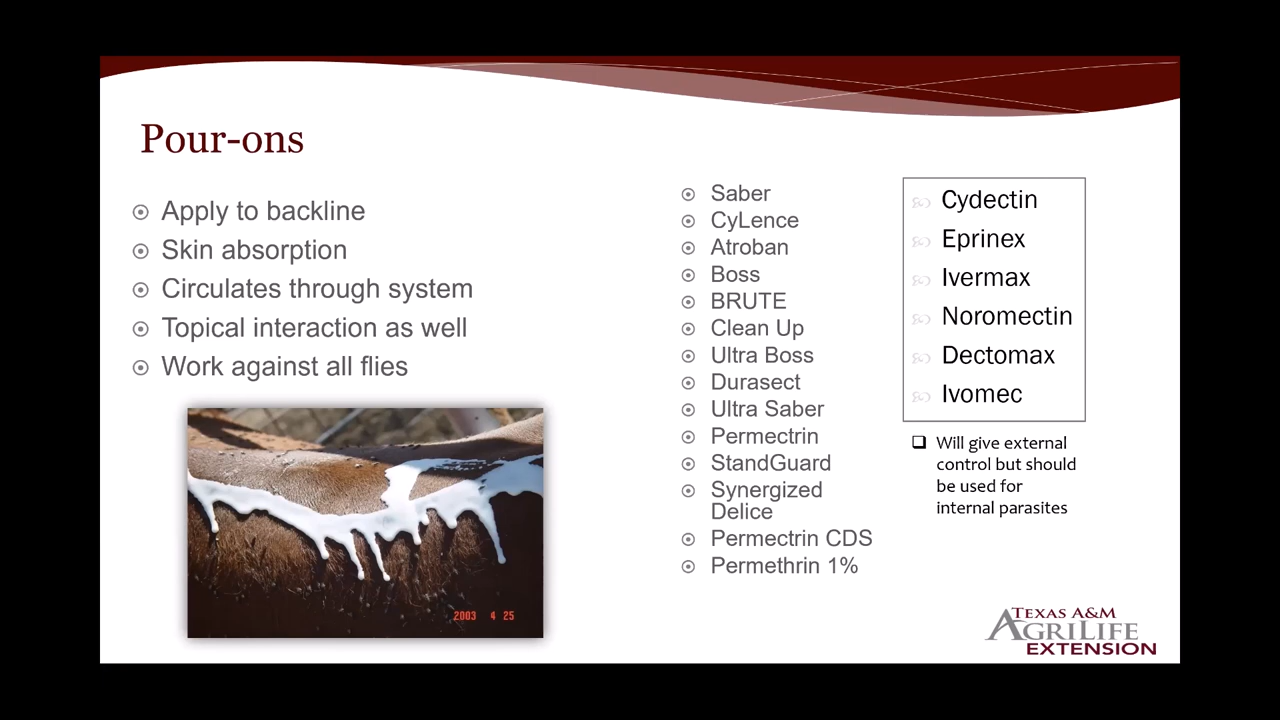 Pour-ons
Apply to backline
Skin absorption
Circulates through system
Topical interaction as well
Work against all flies
2003 4 25
Saber
CyLence
Atroban
Boss
BRUTE
Clean Up
Ultra Boss
Durasect
Ultra Saber
Permectrin
StandGuard
Synergized
Delice
Permectrin CDS
Permethrin 1%
Cydectin
Eprinex
Ivermax
Noromectin
Dectomax
Ivomec
Will give external
control but should
be used for
internal parasites
TEXAS A&M
AGRILIFE
EXTENSION